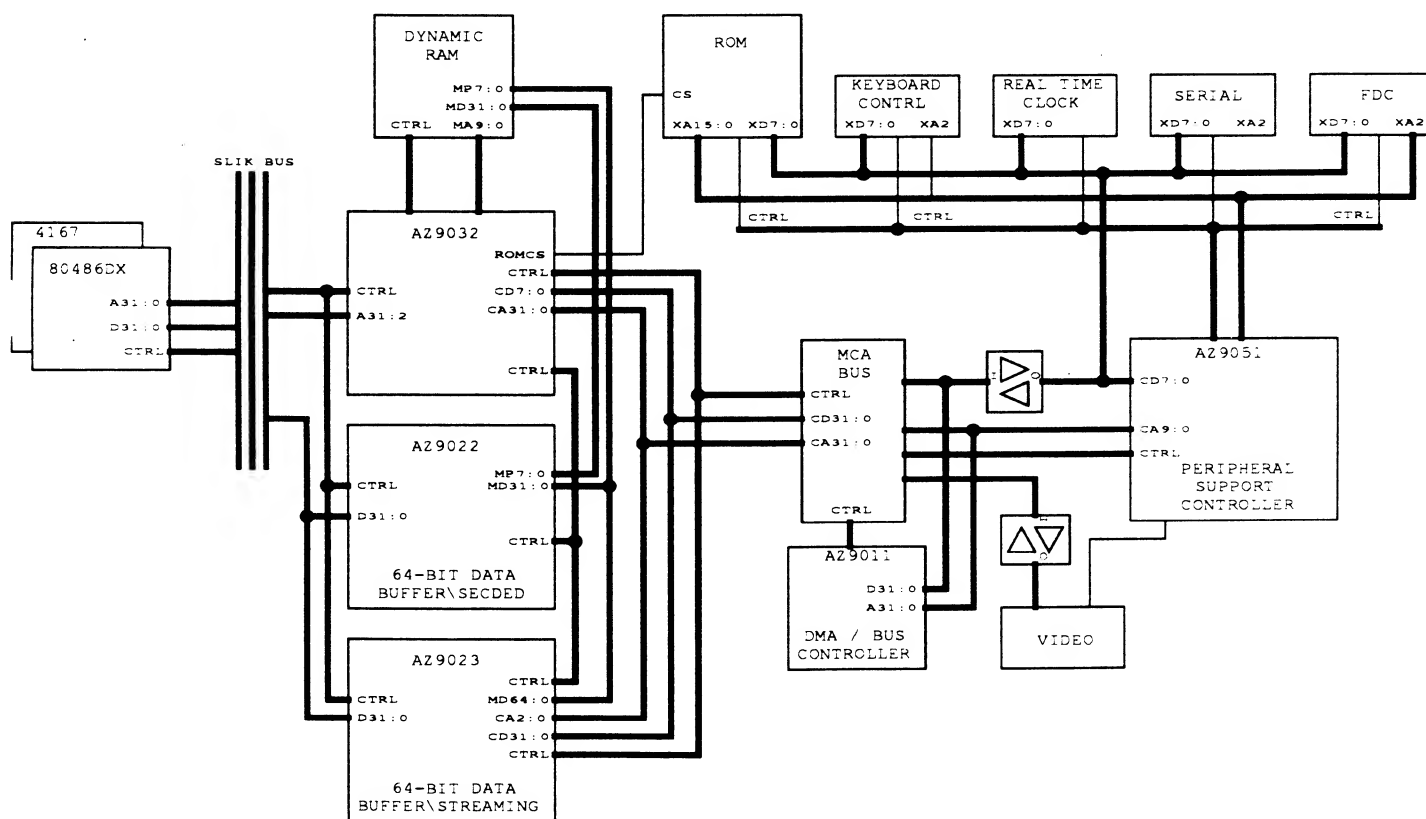 DYNAMIC
RAM
MP7:0
MD31:0
CTRL MA9:0
ROM
CS
XA15:0 XD7:0
KEYBOARD
CONTRL
XD7:0 XA2
REAL TIME
CLOCK
XD7:0
SERIAL
XD7:0 XA2
FDC
XD7:0 XA2
CTRL
CTRL
CTRL
SLIK BUS
4167
80486DX
A31:0
D31:0
CTRL
AZ9032
ROMCS
CTRL
CD7:0
CA31:0
CTRL
A31:2
CTRL
AZ9022
MP7:0
MD31:0
CTRL
D31:0
CTRL
64-BIT DATA
BUFFER\SECDED
AZ9023
CTRL
CTRL
MD64:0
D31:0
CA2:0
CD31:0
CTRL
64-BIT DATA
BUFFER\STREAMING
MCA
BUS
CTRL
CD31:0
CA31:0
CTRL
I
O
AZ9011
D31:0
A31:0
DMA / BUS
CONTROLLER
I
O
VIDEO
AZ9051
CD7:0
CA9:0
CTRL
PERIPHERAL
SUPPORT
CONTROLLER